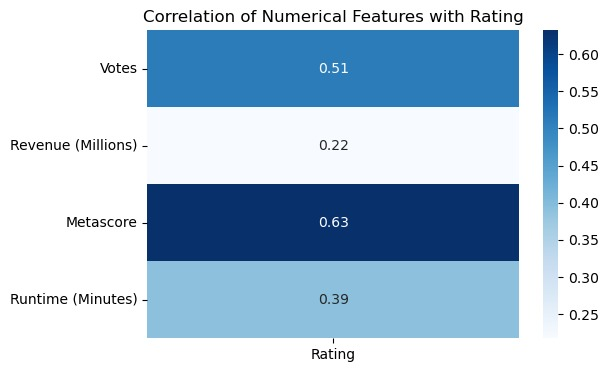 Correlation of Numerical Features with Rating
Votes
0.51
Revenue (Millions)
0.22
Metascore
0.63
Runtime (Minutes)
0.39
Rating
0.60
0.55
0.50
0.45
0.40
0.35
0.30
0.25